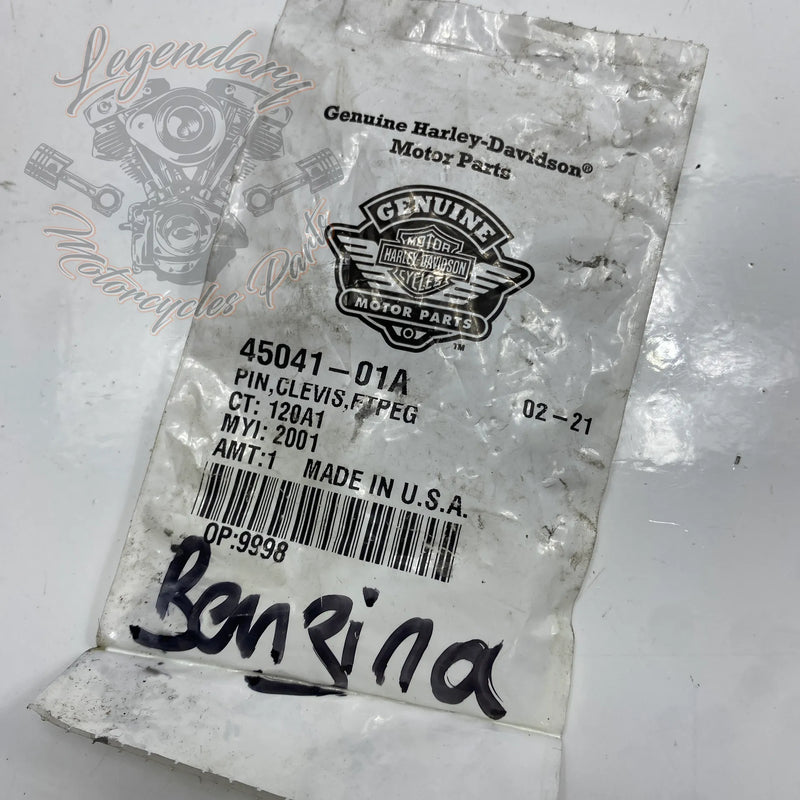 Legendary
Motorcycles Parts
Genuine Harley-Davidson®
Motor Parts
GENUINE
MOTOR
HARLEY-DAVIDSON
CYCLES
MOTOR PARTS
TM
45041-01A
PIN,CLEVIS,FTPEG
02-21
CT: 120A1
MYI: 2001
AMT:1 MADE IN U.S.A.
OP:9998
Benzina